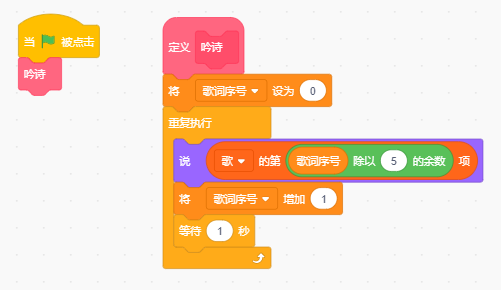 当 被点击
吟诗
定义 吟诗
将 歌词序号 设为 0
重复执行
说 歌 的第 歌词序号 除以 5 的余数 项
将 歌词序号 增加 1
等待 1 秒